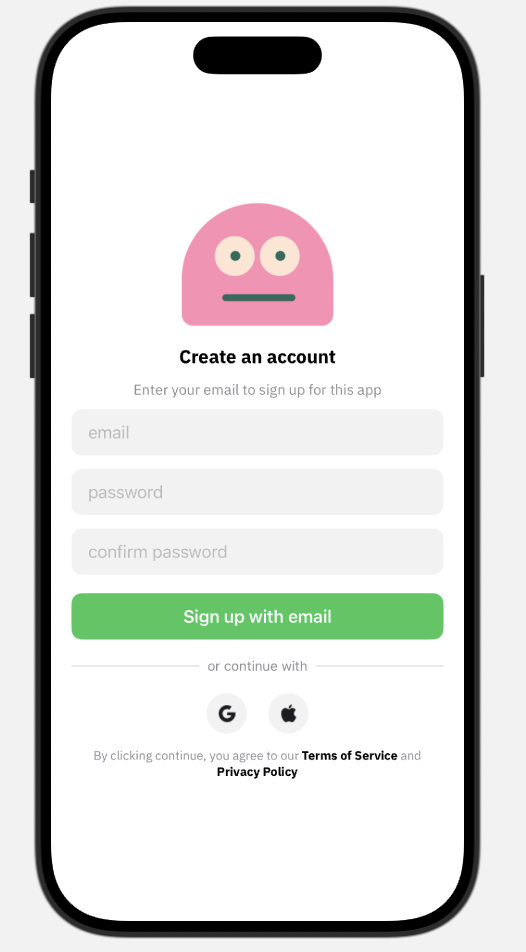 Create an account
Enter your email to sign up for this app
email
password
confirm password
Sign up with email
or continue with
G
By clicking continue, you agree to our Terms of Service and
Privacy Policy